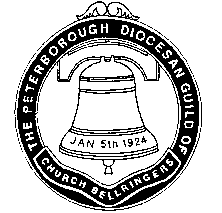 THE PETERBOROUGH DIOCESAN GUILD OF
CHURCH BELLRINGERS
JAN 5th 1924